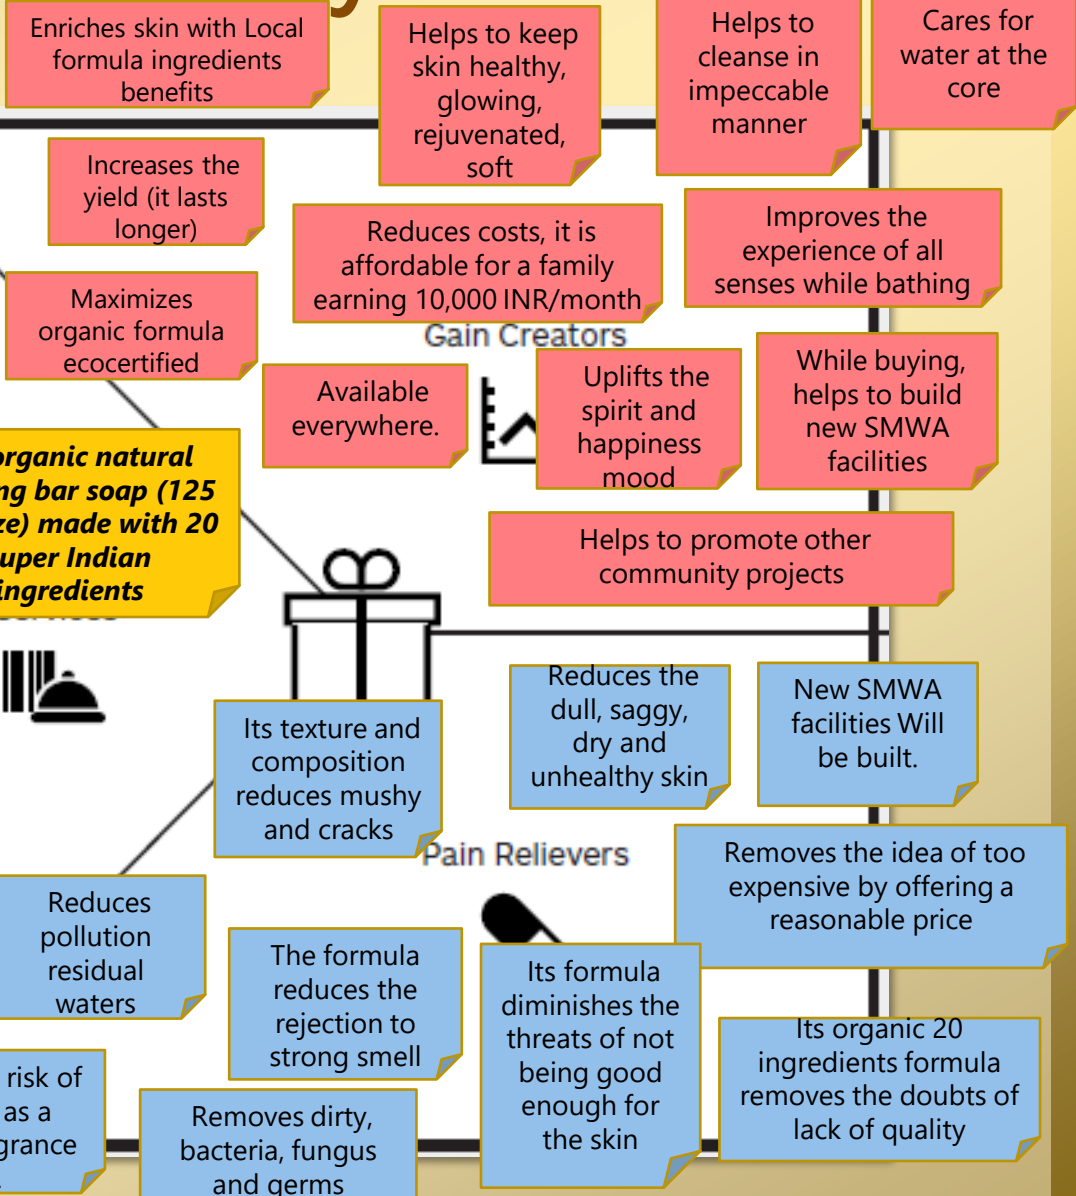 Enriches skin with Local
formula ingredients
benefits
Helps to keep
skin healthy,
glowing,
rejuvenated,
soft
Helps to
cleanse in
impeccable
manner
Cares for
water at the
core
Increases the
yield (it lasts
longer)
Reduces costs, it is
affordable for a family
earning 10,000 INR/month
Improves the
experience of all
senses while bathing
Maximizes
organic formula
ecocertified
Gain Creators
Available
everywhere.
Uplifts the
spirit and
happiness
mood
While buying,
helps to build
new SMWA
facilities
organic natural
bar soap (125
made with 20
Indian
ingredients
Helps to promote other
community projects
Its texture and
composition
reduces mushy
and cracks
Reduces the
dull, saggy,
dry and
unhealthy skin
New SMWA
facilities Will
be built.
Pain Relievers
Removes the idea of too
expensive by offering a
reasonable price
Reduces
pollution
residual
waters
The formula
reduces the
rejection to
strong smell
Its formula
diminishes the
threats of not
being good
enough for
the skin
Its organic 20
ingredients formula
removes the doubts of
lack of quality
risk of
as a
Removes dirty,
bacteria, fungus
and germs